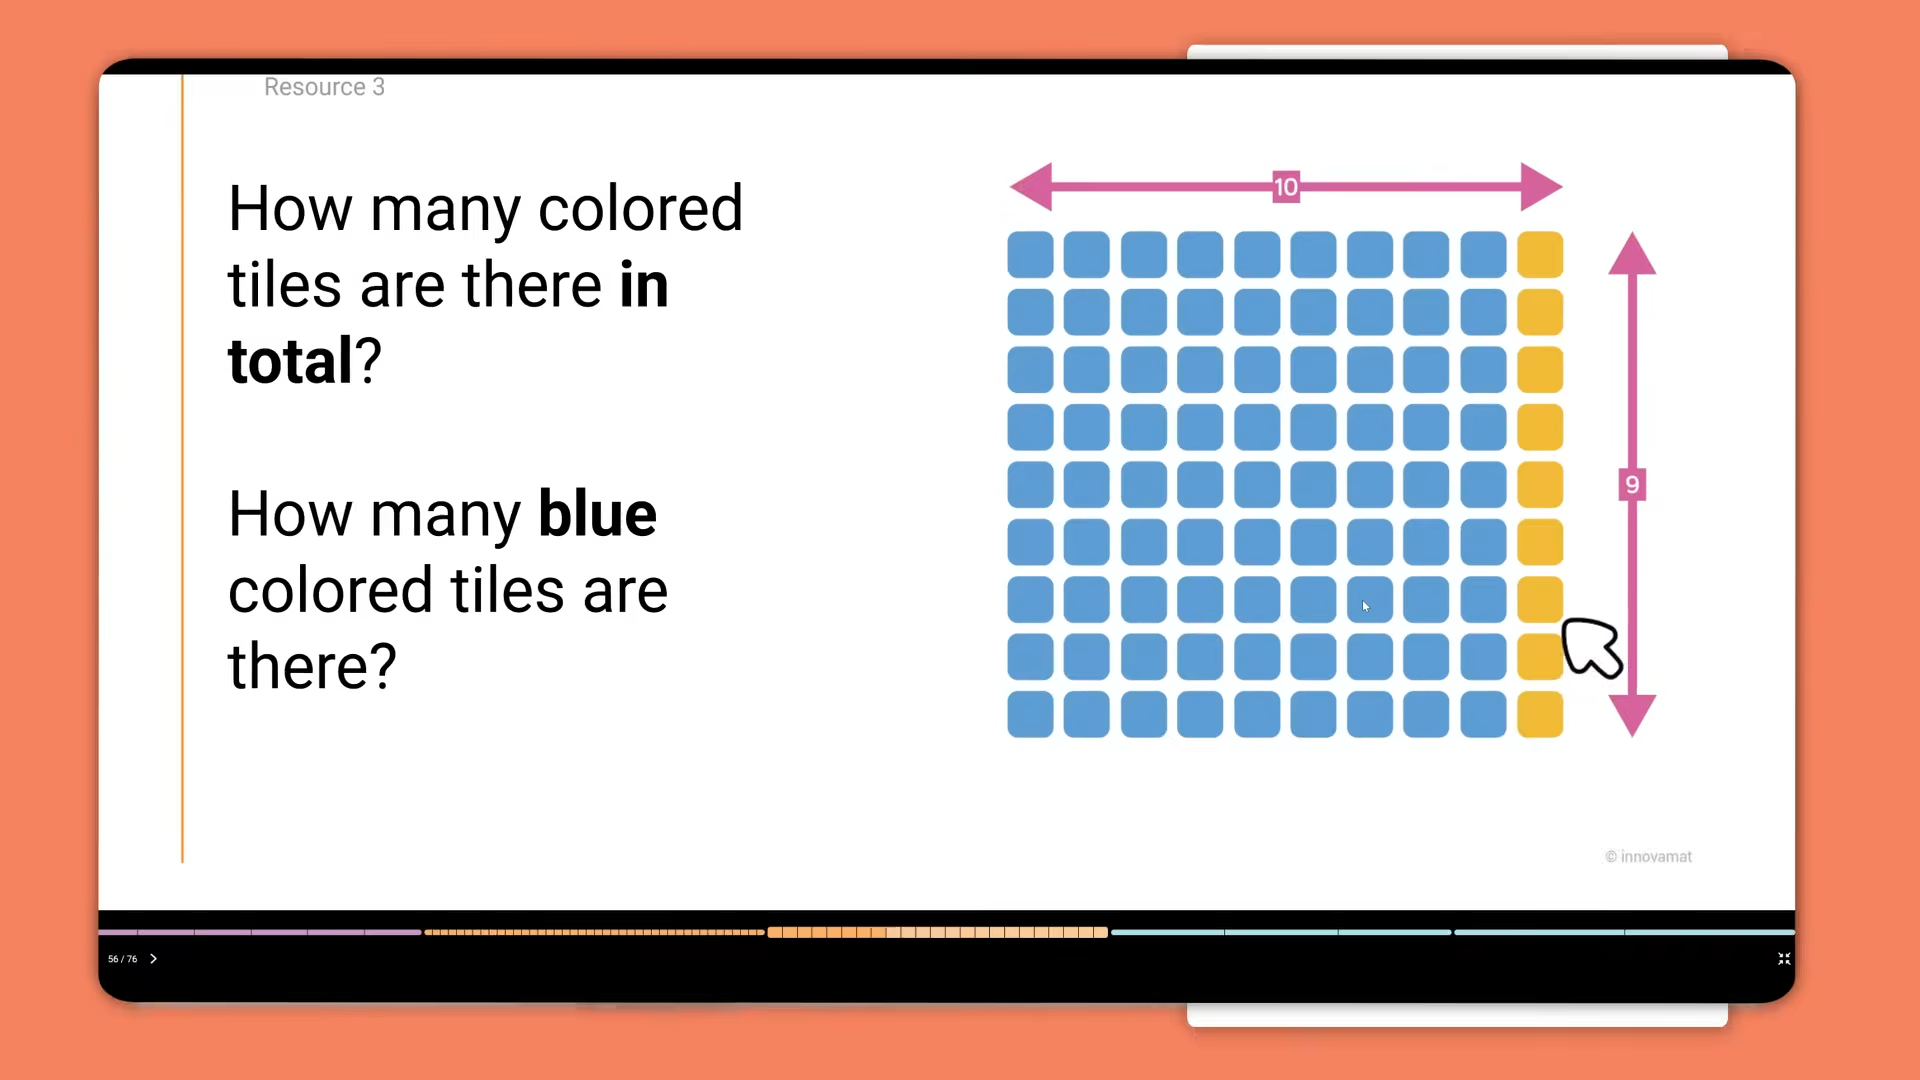 Resource 3
How many colored
tiles are there in
total?
How many blue
colored tiles are
there?
10
9
© innovamat
56 / 76